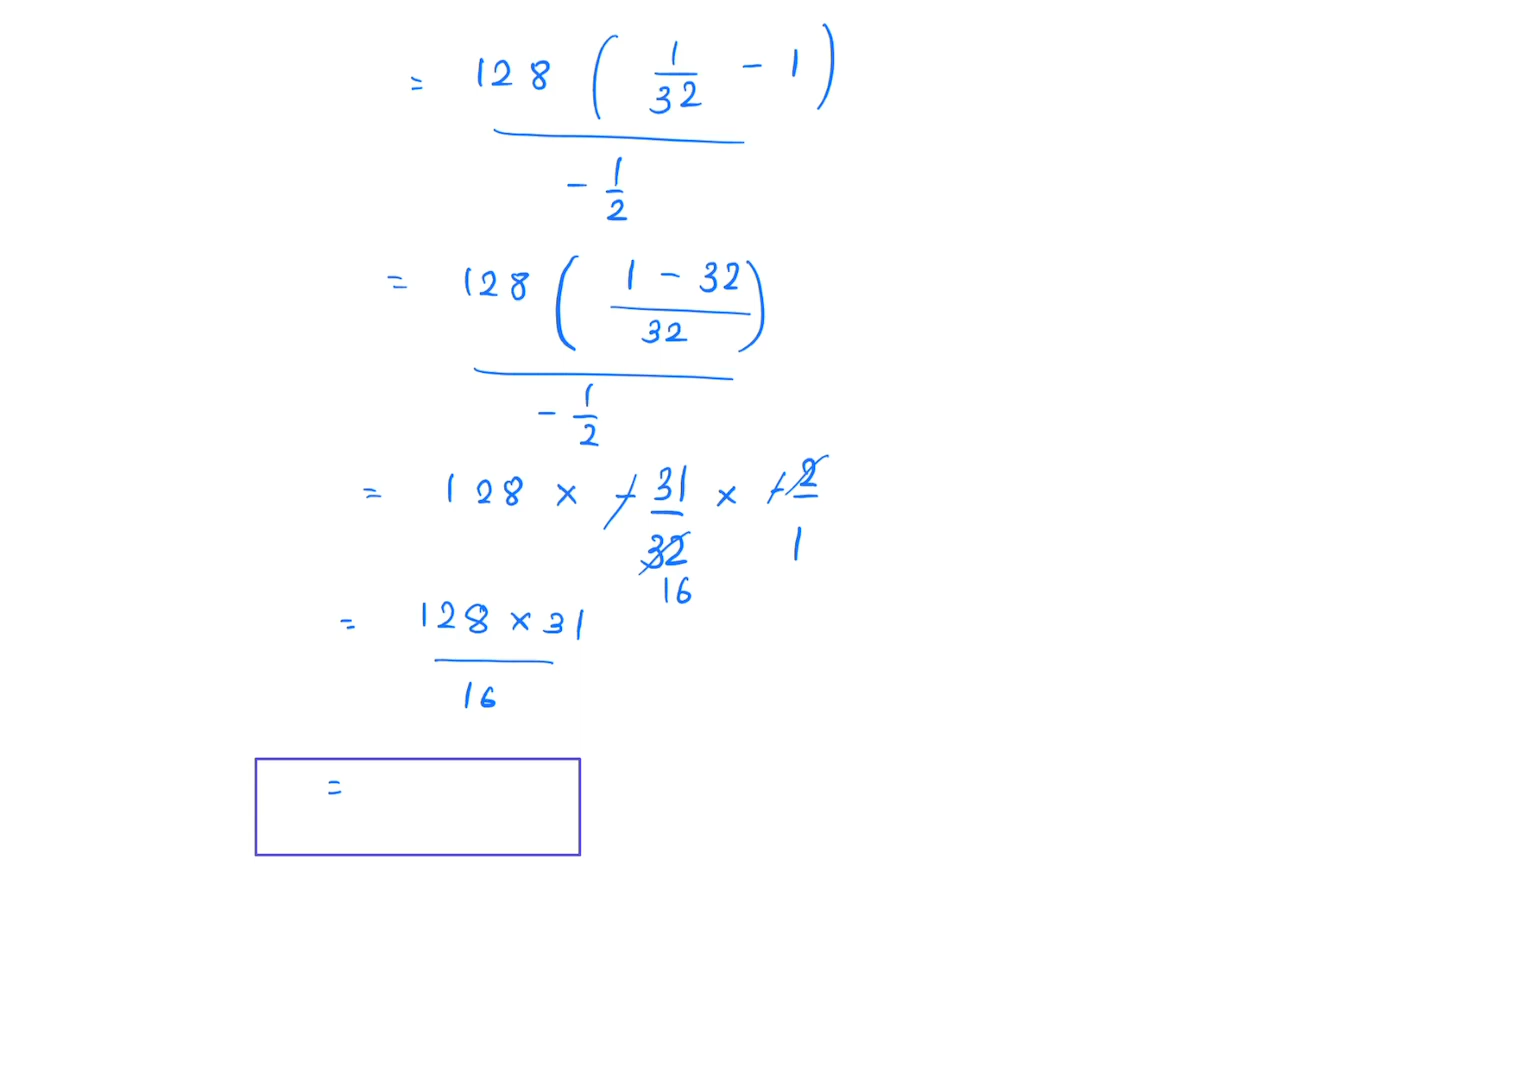 = 128 ( 1/32 - 1 )
- 1/2
= 128 ( 1 - 32 / 32 )
- 1/2
= 128 × - 31/32 × - 2/1
16
= 128 × 31
16
=